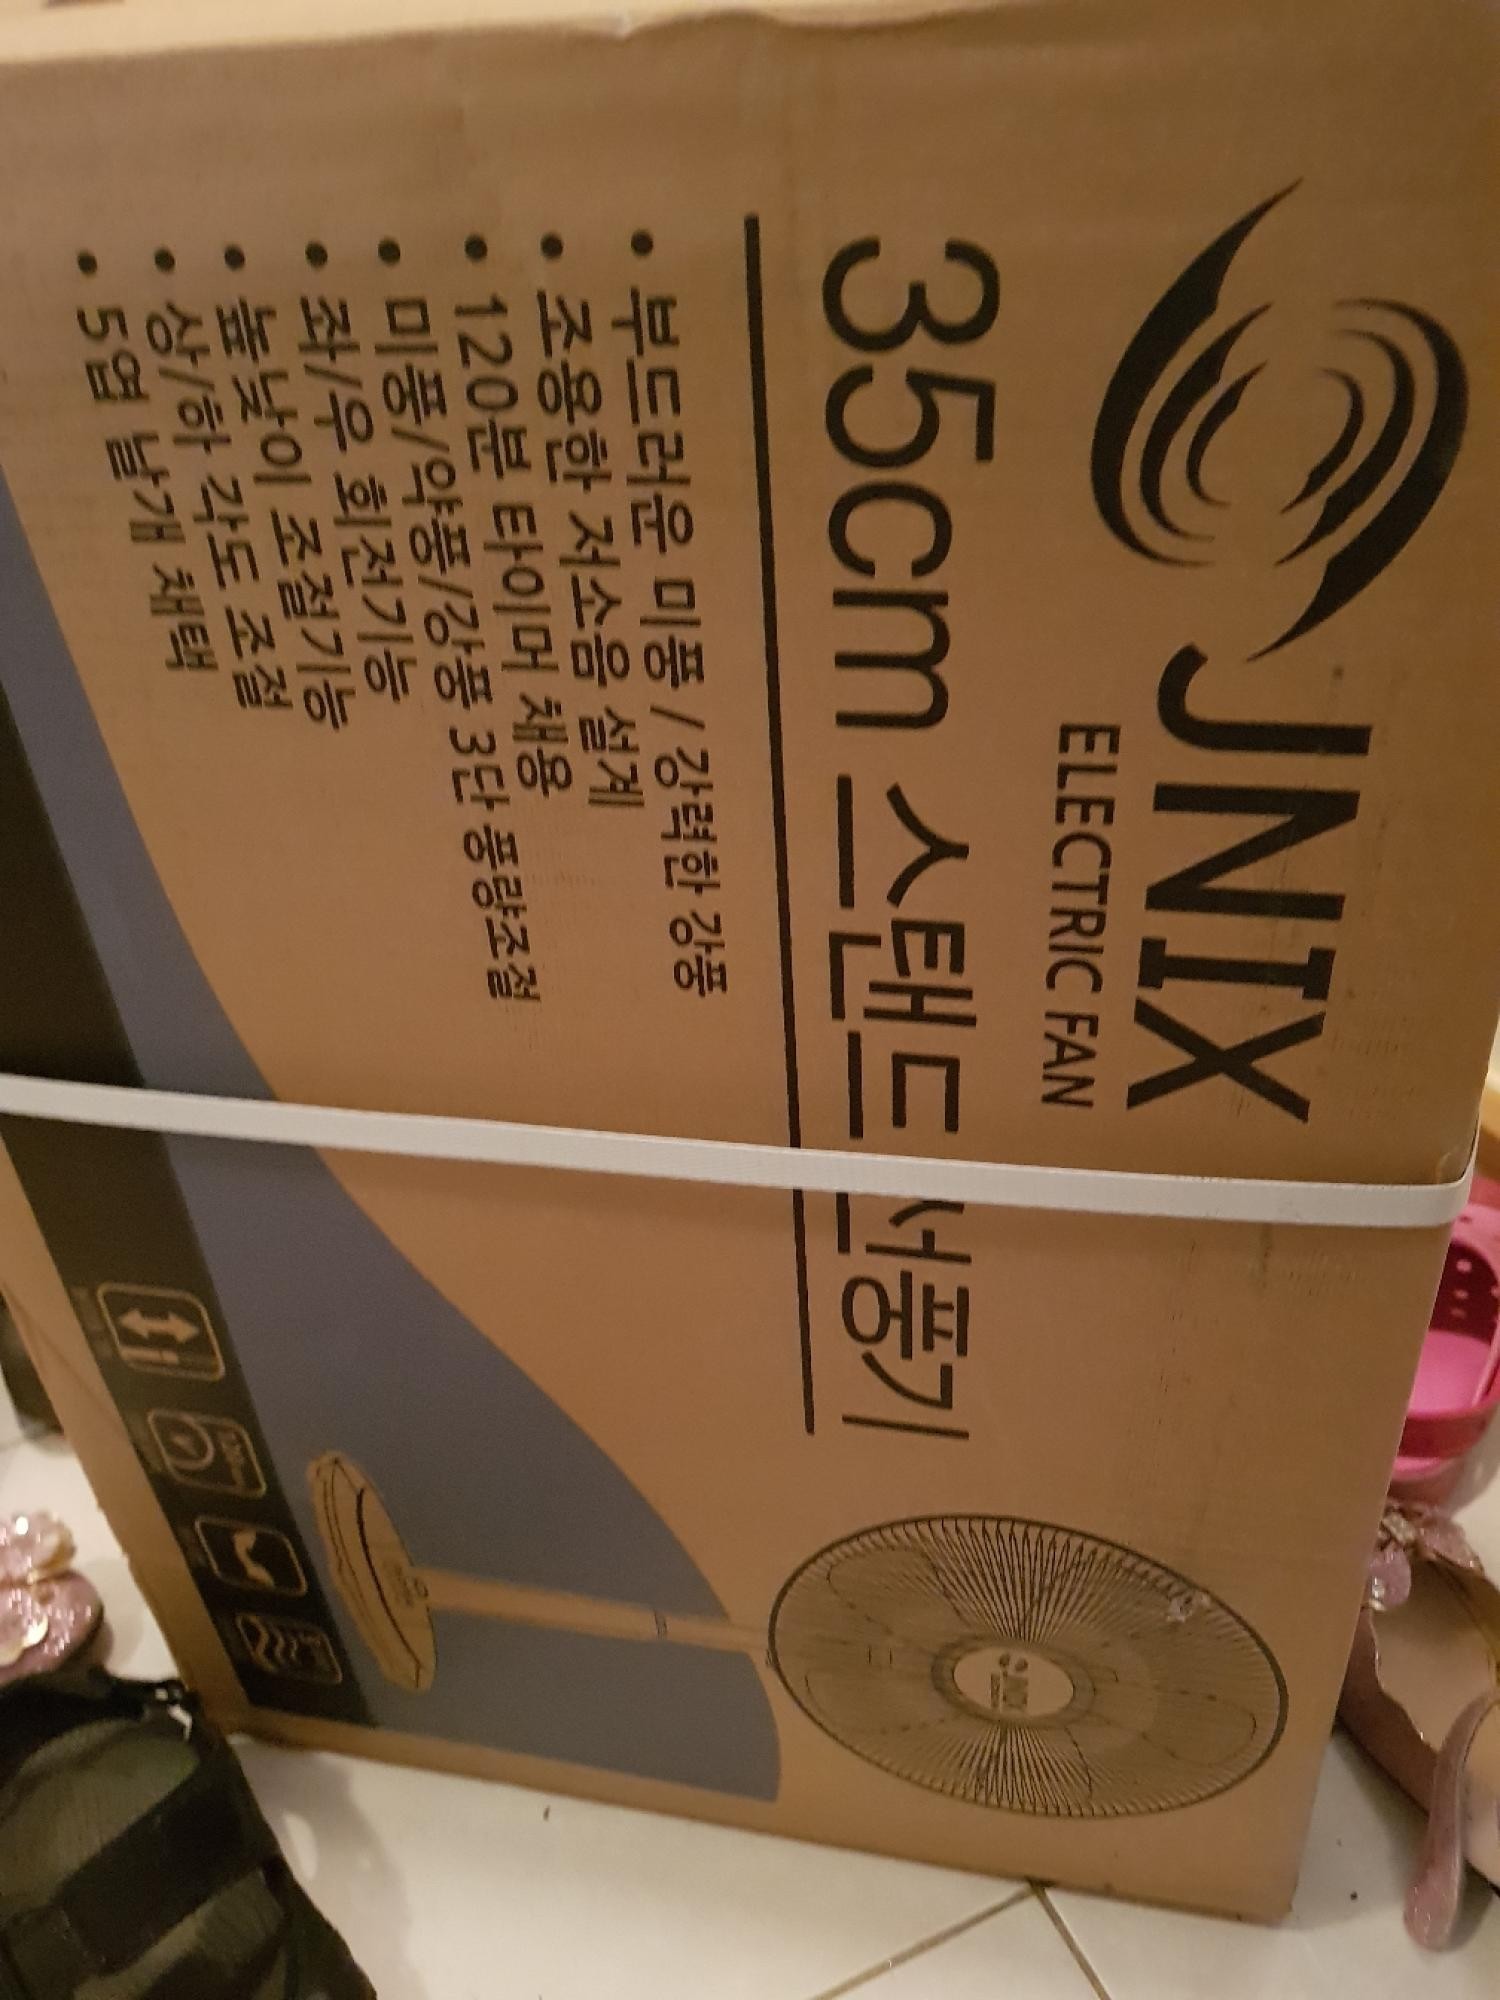 JNIX
ELECTRIC FAN
35cm 스탠드 선풍기
• 부드러운 미풍 / 강력한 강풍
• 조용한 저소음 설계
• 120분 타이머 채용
• 미풍/약풍/강풍 3단 풍량조절
• 좌/우 회전기능
• 높낮이 조절기능
• 상/하 각도 조절
• 5엽 날개 채택
JNIX